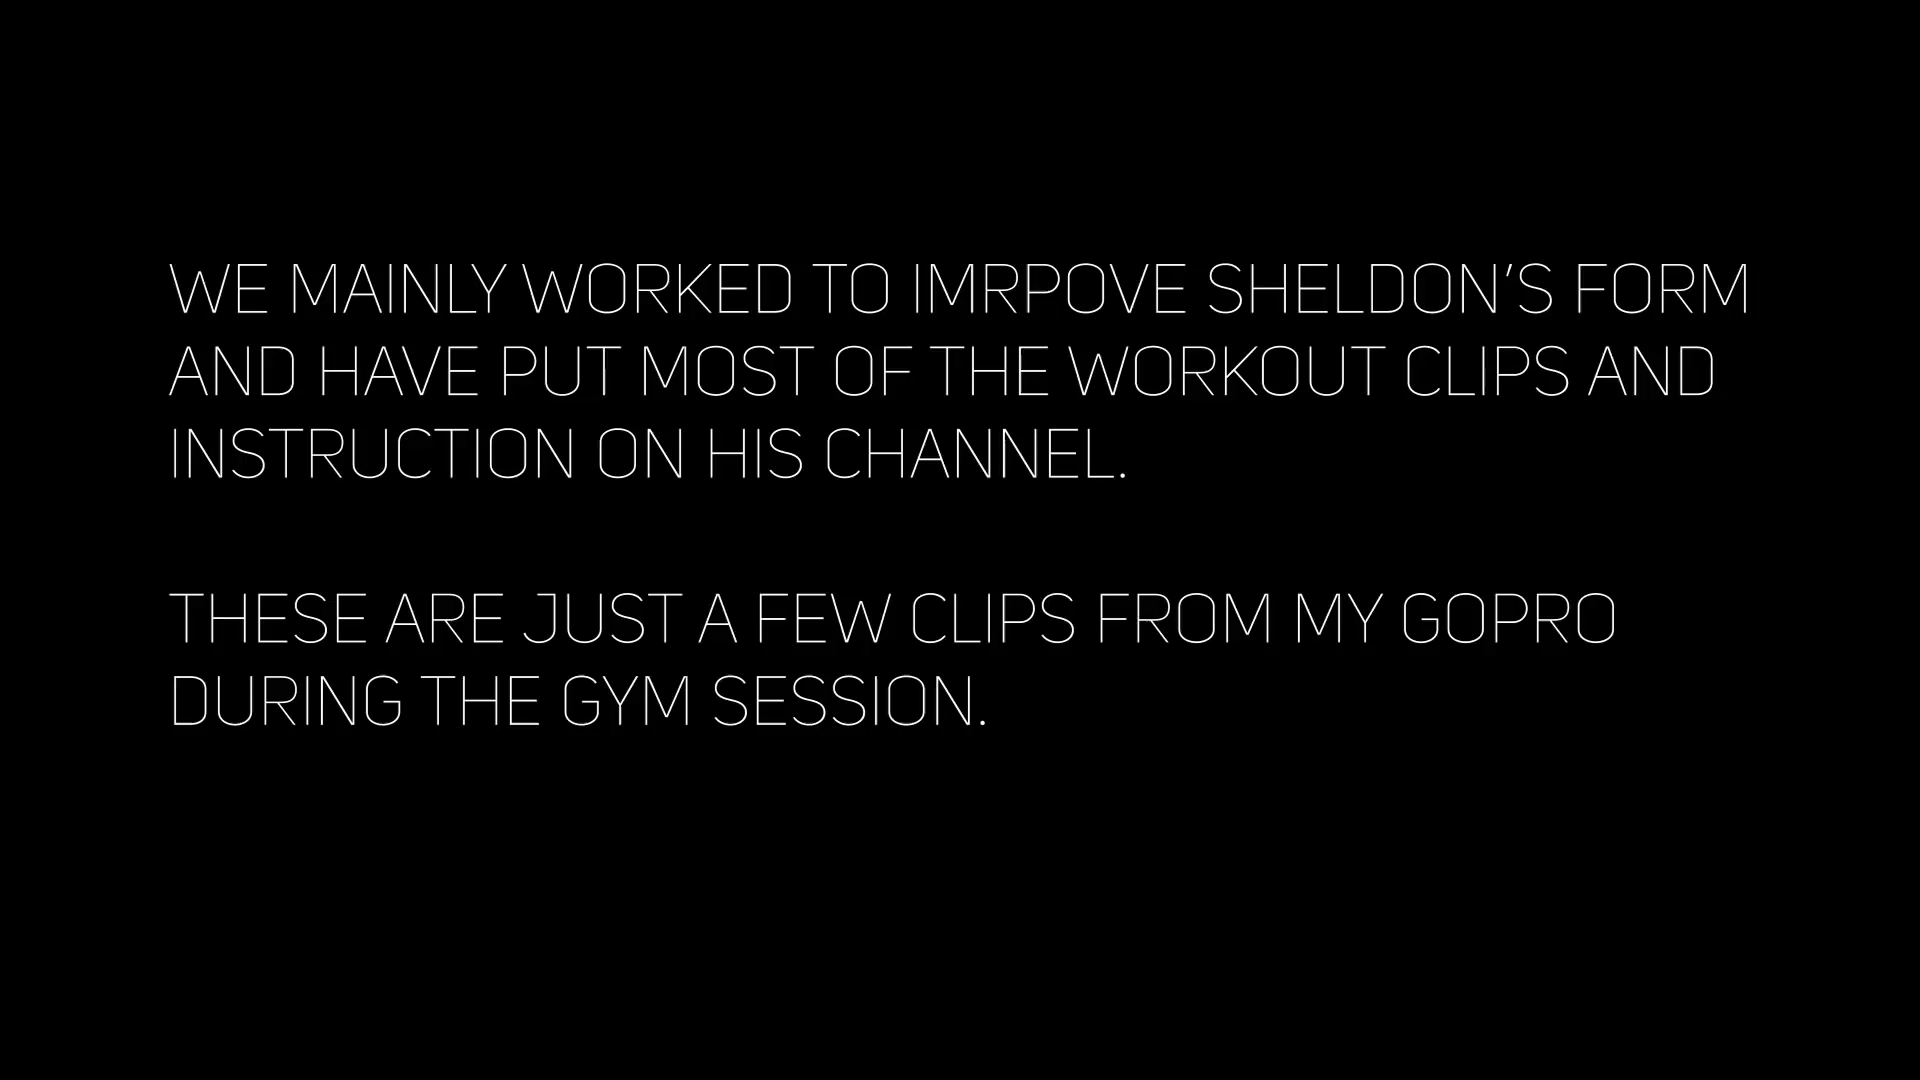 WE MAINLY WORKED TO IMRPOVE SHELDON'S FORM
AND HAVE PUT MOST OF THE WORKOUT CLIPS AND
INSTRUCTION ON HIS CHANNEL.
THESE ARE JUST A FEW CLIPS FROM MY GOPRO
DURING THE GYM SESSION.